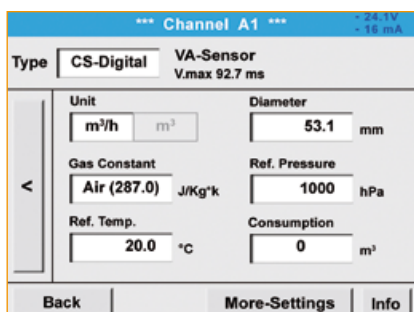 *** Channel A1 ***
- 24.1V
- 16 mA
Type CS-Digital VA-Sensor
V.max 92.7 ms
Unit Diameter
m³/h m³ 53.1 mm
Gas Constant Ref. Pressure
< Air (287.0) J/Kg*k 1000 hPa
Ref. Temp. Consumption
20.0 °C 0 m³
Back More-Settings Info